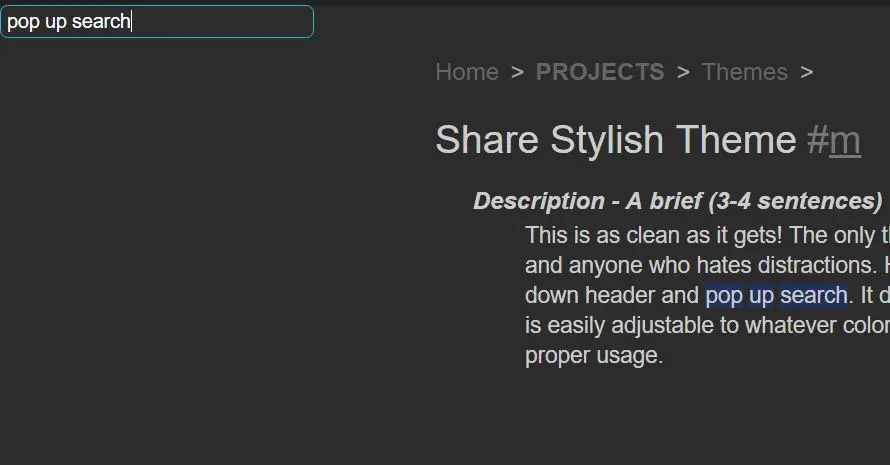 pop up search
Home > PROJECTS > Themes >
Share Stylish Theme #m
Description - A brief (3-4 sentences)
This is as clean as it gets! The only
and anyone who hates distractions.
down header and pop up search. It
is easily adjustable to whatever
proper usage.